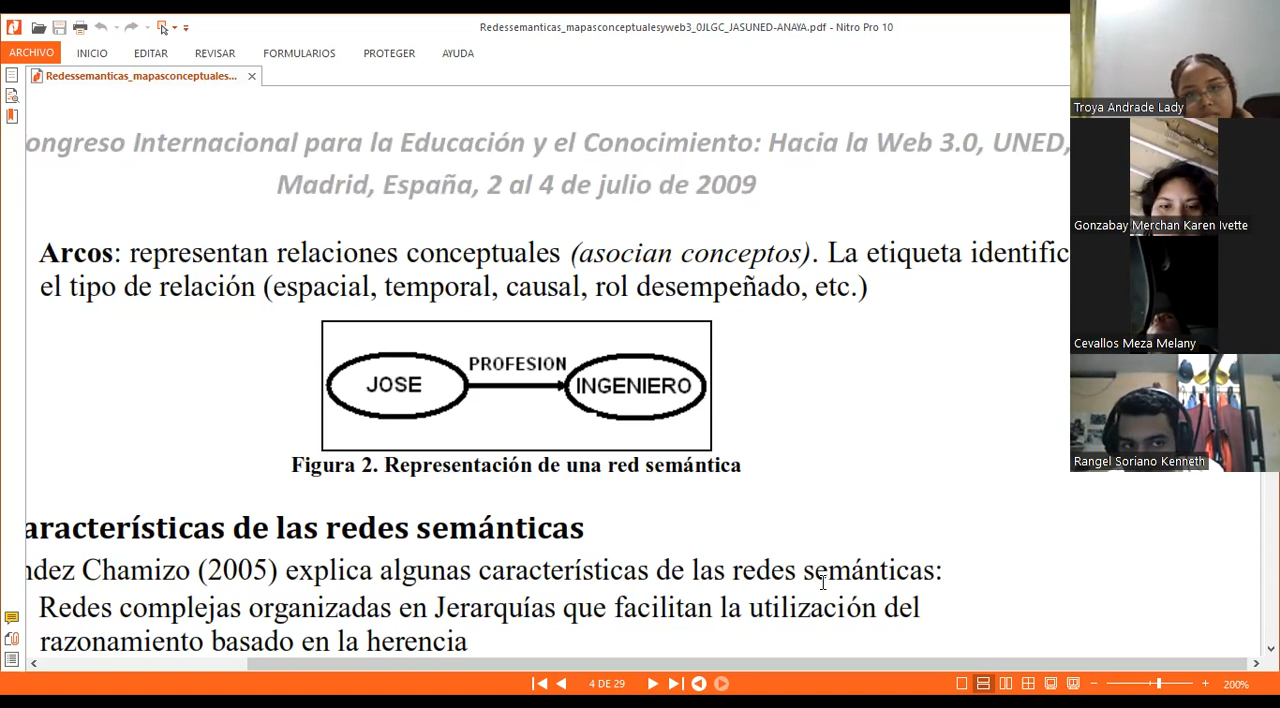 Redessemanticas_mapasconceptualesyweb3_0JLGC_JASUNED-ANAYA.pdf - Nitro Pro 10
ARCHIVO INICIO EDITAR REVISAR FORMULARIOS PROTEGER AYUDA
Redessemanticas_mapasconceptuales...
ongreso Internacional para la Educación y el Conocimiento: Hacia la Web 3.0, UNED,
Madrid, España, 2 al 4 de julio de 2009
Arcos: representan relaciones conceptuales (asocian conceptos). La etiqueta identific
el tipo de relación (espacial, temporal, causal, rol desempeñado, etc.)
JOSE PROFESION INGENIERO
Figura 2. Representación de una red semántica
aracterísticas de las redes semánticas
ndez Chamizo (2005) explica algunas características de las redes semánticas:
Redes complejas organizadas en Jerarquías que facilitan la utilización del
razonamiento basado en la herencia
4 DE 29
200%
Troya Andrade Lady
Gonzabay Merchan Karen Ivette
Cevallos Meza Melany
Rangel Soriano Kenneth